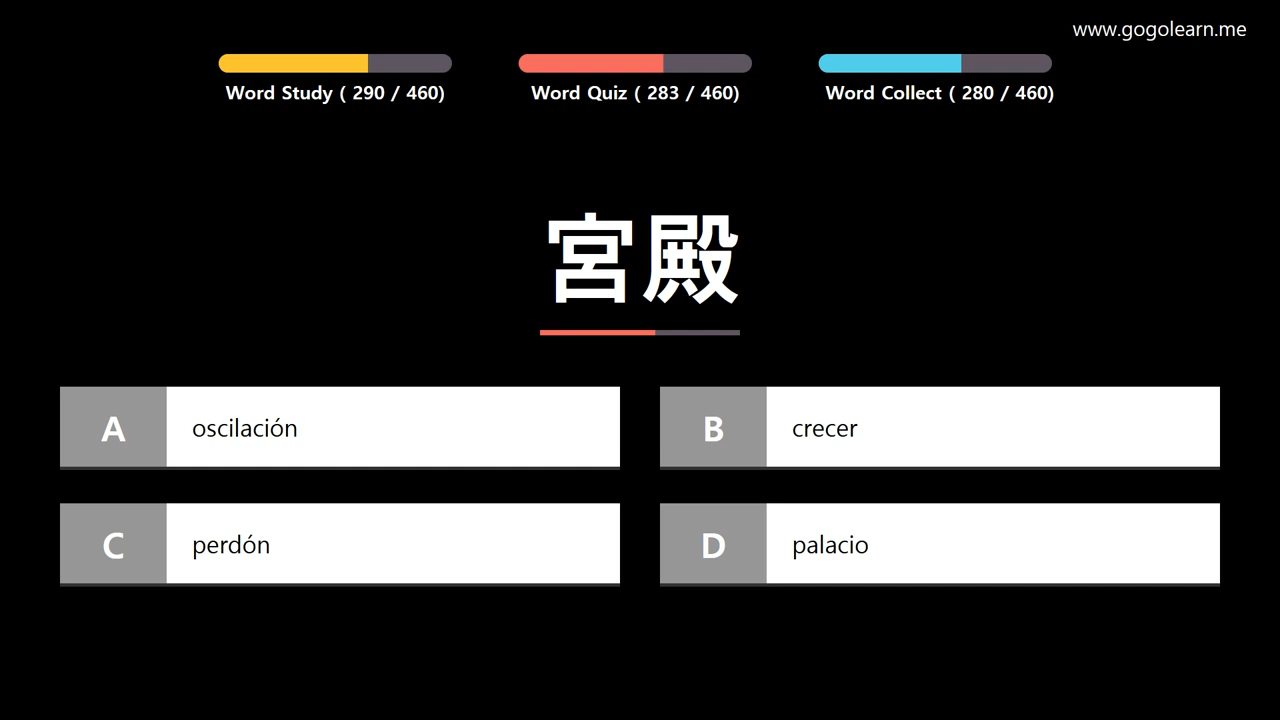 www.gogolearn.me
Word Study ( 290 / 460)
Word Quiz ( 283 / 460)
Word Collect ( 280 / 460)
宮殿
A oscilación
B crecer
C perdón
D palacio